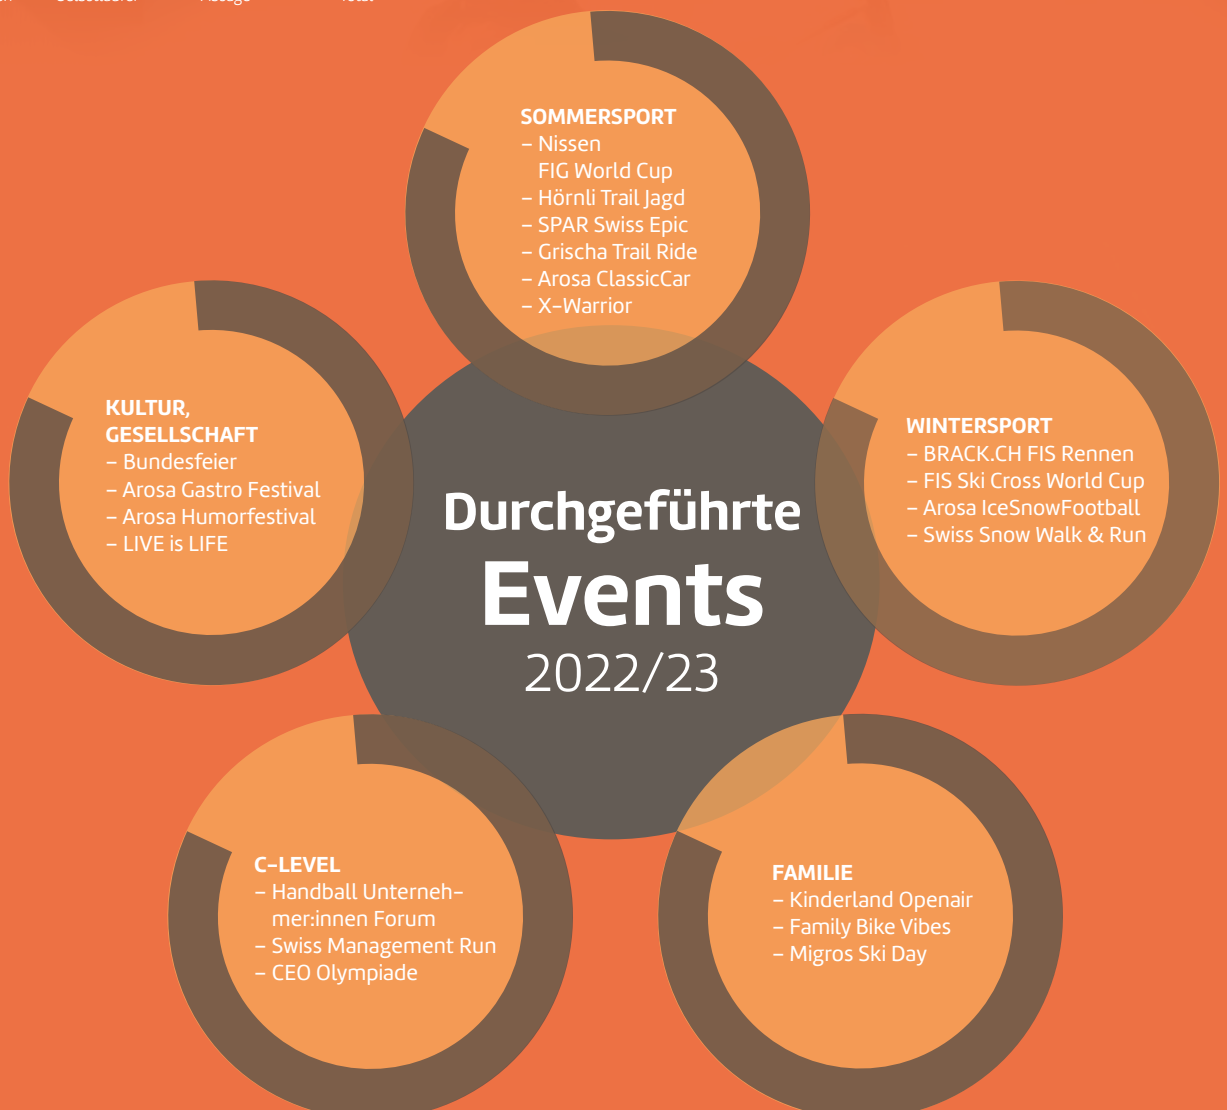 SOMMERSPORT
– Nissen
FIG World Cup
– Hörnli Trail Jagd
– SPAR Swiss Epic
– Grischa Trail Ride
– Arosa ClassicCar
– X-Warrior
KULTUR,
GESELLSCHAFT
– Bundesfeier
– Arosa Gastro Festival
– Arosa Humorfestival
– LIVE is LIFE
Durchgeführte
Events
2022/23
WINTERSPORT
– BRACK.CH FIS Rennen
– FIS Ski Cross World Cup
– Arosa IceSnowFootball
– Swiss Snow Walk & Run
C-LEVEL
– Handball Unterneh-
mer:innen Forum
– Swiss Management Run
– CEO Olympiade
FAMILIE
– Kinderland Openair
– Family Bike Vibes
– Migros Ski Day